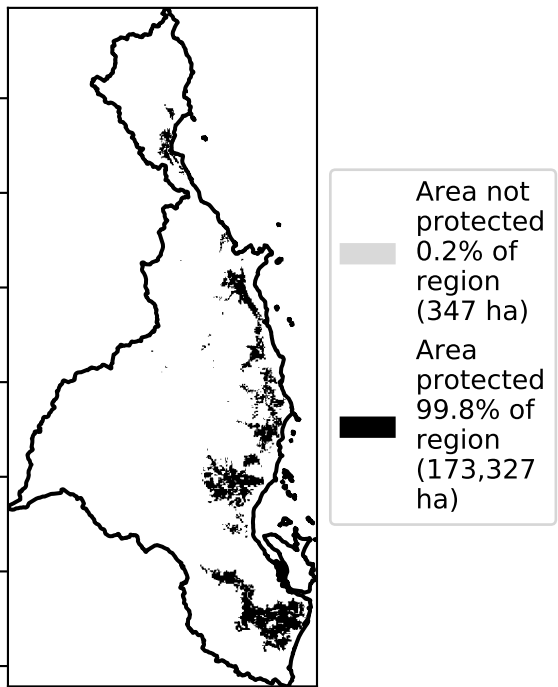 Area not
protected
0.2% of
region
(347 ha)
Area
protected
99.8% of
region
(173,327
ha)